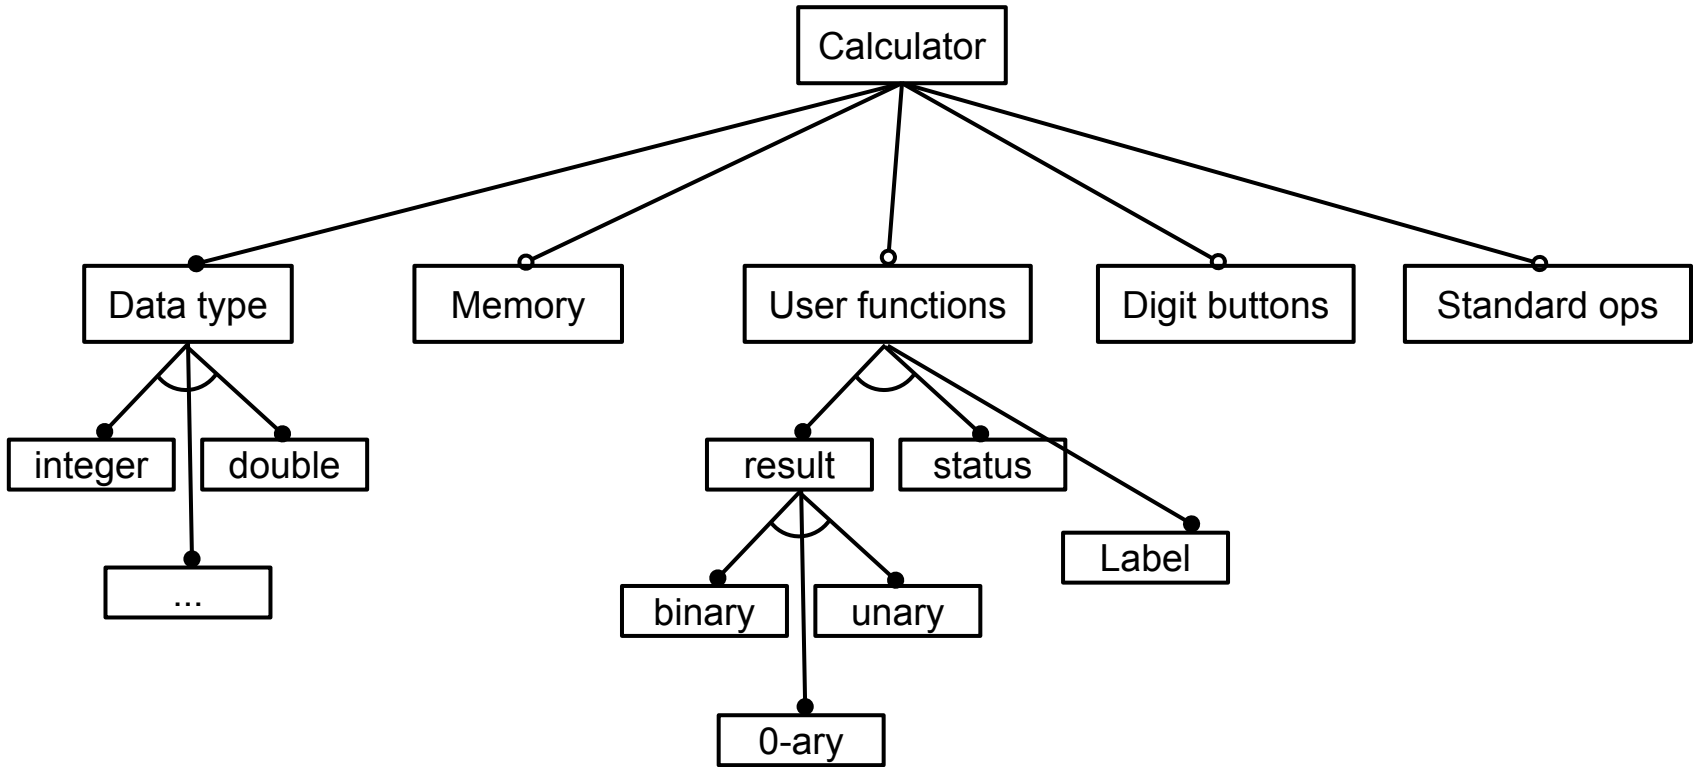 Calculator
Data type
Memory
User functions
Digit buttons
Standard ops
integer
double
result
status
...
Label
binary
unary
0-ary